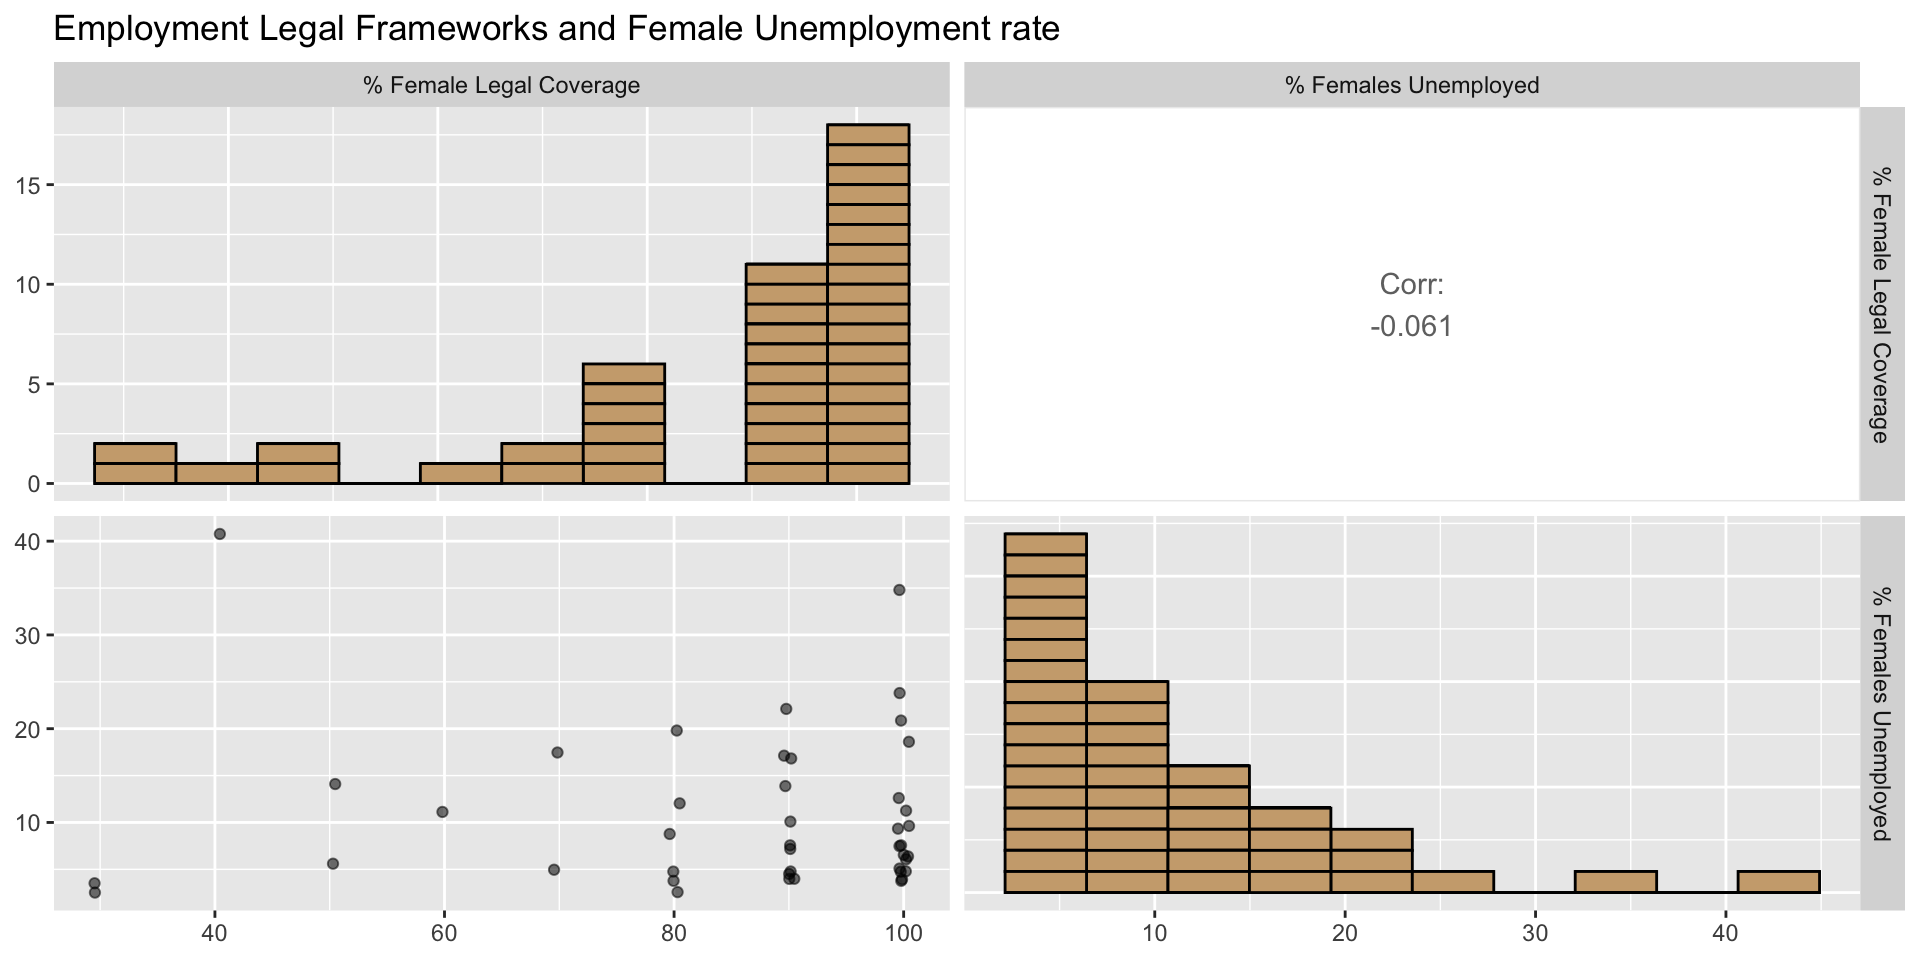 Employment Legal Frameworks and Female Unemployment rate
% Female Legal Coverage
% Females Unemployed
15
10
5
0
Corr:
-0.061
% Female Legal Coverage
40
30
20
10
% Females Unemployed
40
60
80
100
10
20
30
40